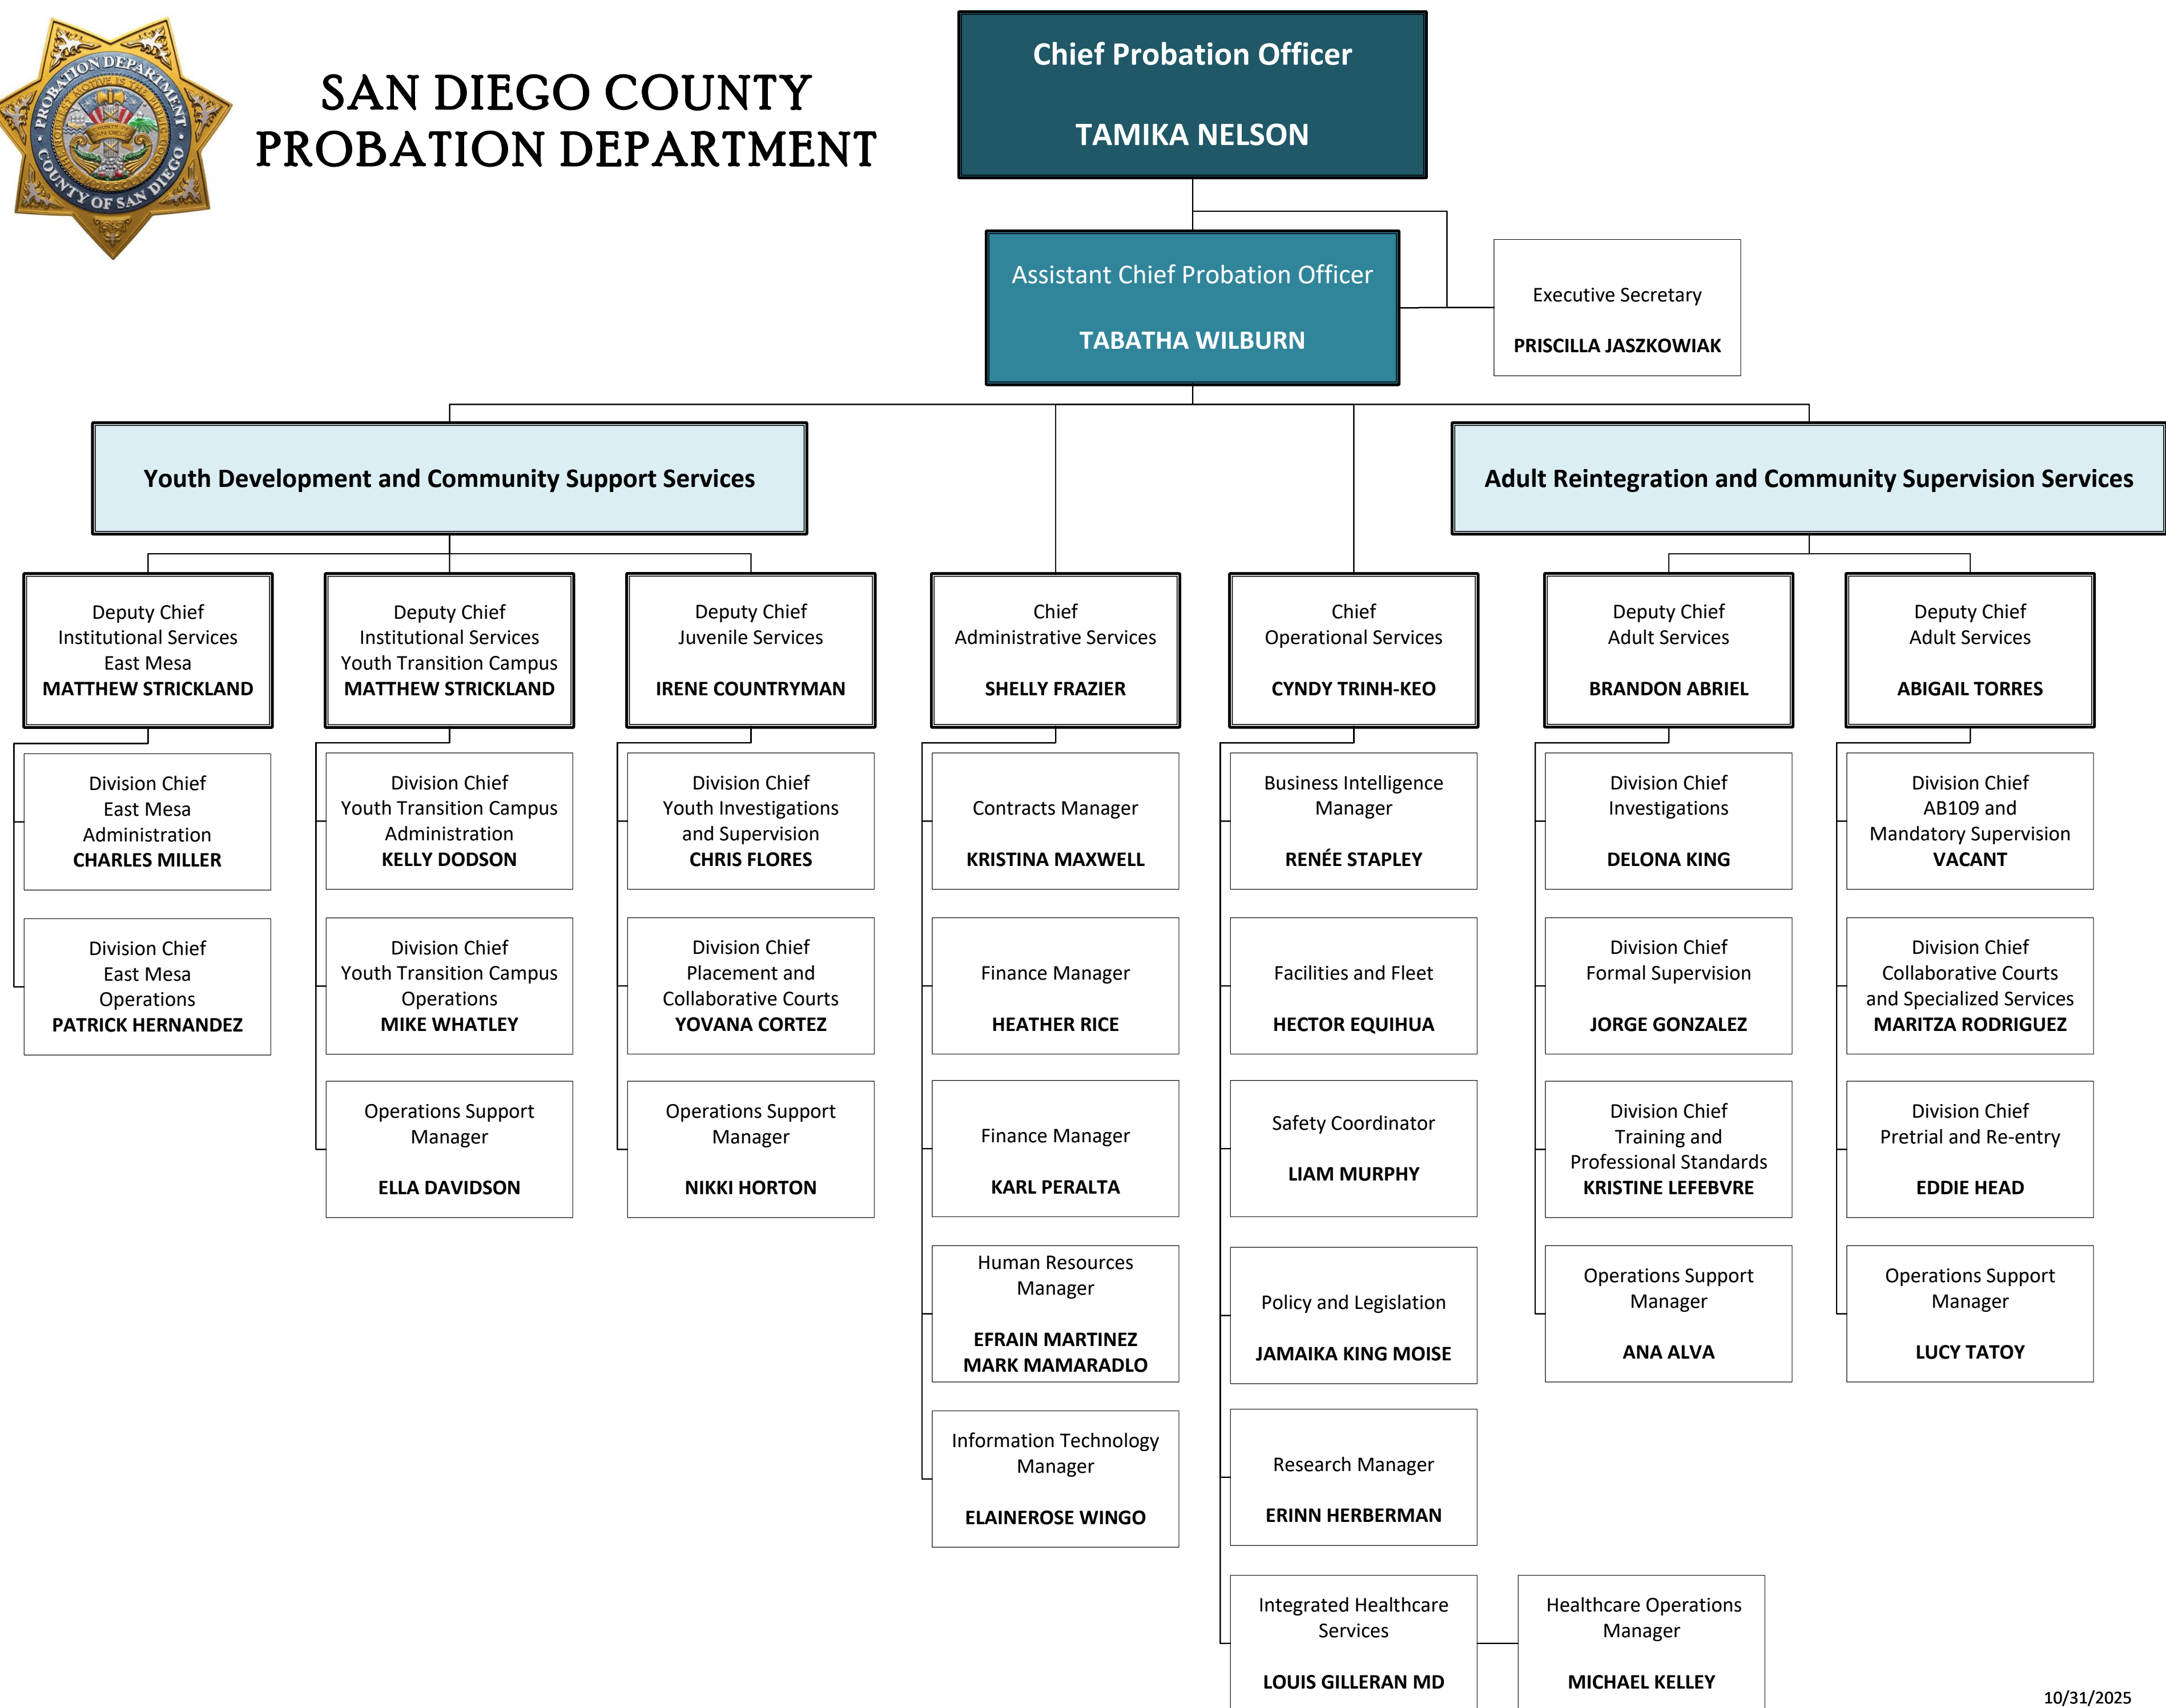 PROBATION DEPARTMENT
COUNTY OF SAN DIEGO
SAN DIEGO COUNTY
PROBATION DEPARTMENT
Chief Probation Officer
TAMIKA NELSON
Assistant Chief Probation Officer
TABATHA WILBURN
Executive Secretary
PRISCILLA JASZKOWIAK
Youth Development and Community Support Services
Adult Reintegration and Community Supervision Services
Deputy Chief
Institutional Services
East Mesa
MATTHEW STRICKLAND
Deputy Chief
Institutional Services
Youth Transition Campus
MATTHEW STRICKLAND
Deputy Chief
Juvenile Services
IRENE COUNTRYMAN
Chief
Administrative Services
SHELLY FRAZIER
Chief
Operational Services
CYNDY TRINH-KEO
Deputy Chief
Adult Services
BRANDON ABRIEL
Deputy Chief
Adult Services
ABIGAIL TORRES
Division Chief
East Mesa
Administration
CHARLES MILLER
Division Chief
East Mesa
Operations
PATRICK HERNANDEZ
Division Chief
Youth Transition Campus
Administration
KELLY DODSON
Division Chief
Youth Transition Campus
Operations
MIKE WHATLEY
Operations Support
Manager
ELLA DAVIDSON
Division Chief
Youth Investigations
and Supervision
CHRIS FLORES
Division Chief
Placement and
Collaborative Courts
YOVANA CORTEZ
Operations Support
Manager
NIKKI HORTON
Contracts Manager
KRISTINA MAXWELL
Finance Manager
HEATHER RICE
Finance Manager
KARL PERALTA
Human Resources
Manager
EFRAIN MARTINEZ
MARK MAMARADLO
Information Technology
Manager
ELAINEROSE WINGO
Business Intelligence
Manager
RENÉE STAPLEY
Facilities and Fleet
HECTOR EQUIHUA
Safety Coordinator
LIAM MURPHY
Policy and Legislation
JAMAIKA KING MOISE
Research Manager
ERINN HERBERMAN
Integrated Healthcare
Services
LOUIS GILLERAN MD
Healthcare Operations
Manager
MICHAEL KELLEY
Division Chief
Investigations
DELONA KING
Division Chief
Formal Supervision
JORGE GONZALEZ
Division Chief
Training and
Professional Standards
KRISTINE LEFEBVRE
Operations Support
Manager
ANA ALVA
Division Chief
AB109 and
Mandatory Supervision
VACANT
Division Chief
Collaborative Courts
and Specialized Services
MARITZA RODRIGUEZ
Division Chief
Pretrial and Re-entry
EDDIE HEAD
Operations Support
Manager
LUCY TATOY
10/31/2025